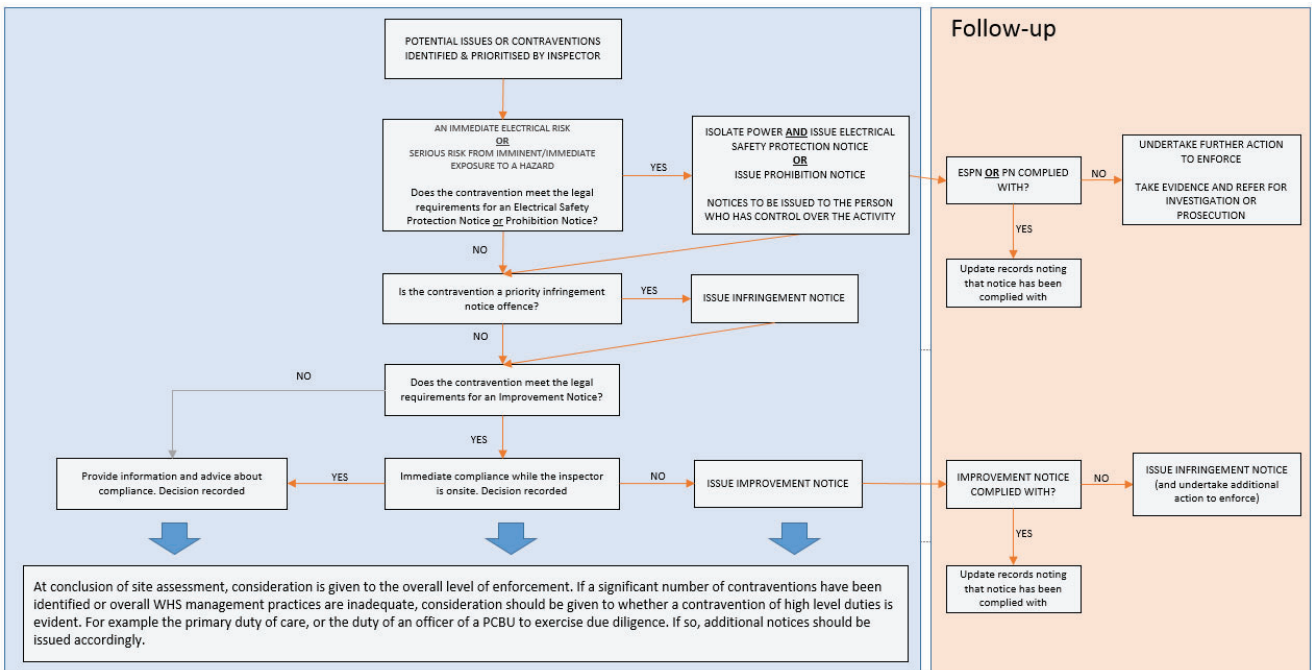 POTENTIAL ISSUES OR CONTRAVENTIONS
IDENTIFIED & PRIORITISED BY INSPECTOR
AN IMMEDIATE ELECTRICAL RISK
OR
SERIOUS RISK FROM IMMINENT/IMMEDIATE
EXPOSURE TO A HAZARD
Does the contravention meet the legal
requirements for an Electrical Safety
Protection Notice or Prohibition Notice?
YES
ISOLATE POWER AND ISSUE ELECTRICAL
SAFETY PROTECTION NOTICE
OR
ISSUE PROHIBITION NOTICE
NOTICES TO BE ISSUED TO THE PERSON
WHO HAS CONTROL OVER THE ACTIVITY
NO
Is the contravention a priority infringement
notice offence?
YES
ISSUE INFRINGEMENT NOTICE
NO
Does the contravention meet the legal
requirements for an Improvement Notice?
NO
YES
Provide information and advice about
compliance. Decision recorded
YES
Immediate compliance while the inspector
is onsite. Decision recorded
NO
ISSUE IMPROVEMENT NOTICE
At conclusion of site assessment, consideration is given to the overall level of enforcement. If a significant number of contraventions have been
identified or overall WHS management practices are inadequate, consideration should be given to whether a contravention of high level duties is
evident. For example the primary duty of care, or the duty of an officer of a PCBU to exercise due diligence. If so, additional notices should be
issued accordingly.
Follow-up
ESPN OR PN COMPLIED
WITH?
NO
UNDERTAKE FURTHER ACTION
TO ENFORCE
TAKE EVIDENCE AND REFER FOR
INVESTIGATION OR
PROSECUTION
YES
Update records noting
that notice has been
complied with
IMPROVEMENT NOTICE
COMPLIED WITH?
NO
ISSUE INFRINGEMENT NOTICE
(and undertake additional
action to enforce)
YES
Update records noting
that notice has been
complied with